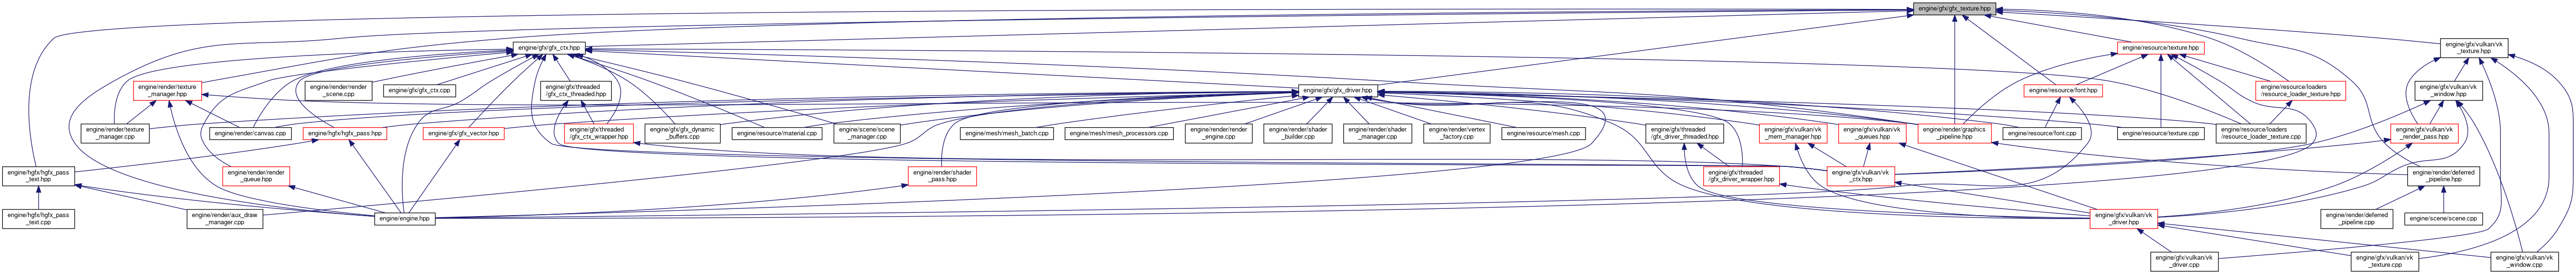 engine/gfx/gfx_texture.hpp
engine/gfx/gfx_ctx.hpp
engine/resource/texture.hpp
engine/gfx/vulkan/vk
_texture.hpp
engine/render/texture
_manager.hpp
engine/render/render
_scene.cpp
engine/gfx/gfx_ctx.cpp
engine/gfx/threaded
/gfx_ctx_threaded.hpp
engine/gfx/gfx_driver.hpp
engine/resource/font.hpp
engine/resource/loaders
/resource_loader_texture.hpp
engine/gfx/vulkan/vk
_window.hpp
engine/render/texture
_manager.cpp
engine/render/canvas.cpp
engine/hgfx/hgfx_pass.hpp
engine/gfx/gfx_vector.hpp
engine/gfx/threaded
/gfx_ctx_wrapper.hpp
engine/gfx/gfx_dynamic
_buffers.cpp
engine/resource/material.cpp
engine/scene/scene
_manager.cpp
engine/mesh/mesh_batch.cpp
engine/mesh/mesh_processors.cpp
engine/render/render
_engine.cpp
engine/render/shader
_builder.cpp
engine/render/shader
_manager.cpp
engine/render/vertex
_factory.cpp
engine/resource/mesh.cpp
engine/gfx/threaded
/gfx_driver_threaded.hpp
engine/gfx/vulkan/vk
_mem_manager.hpp
engine/gfx/vulkan/vk
_queues.hpp
engine/render/graphics
_pipeline.hpp
engine/resource/font.cpp
engine/resource/texture.cpp
engine/resource/loaders
/resource_loader_texture.cpp
engine/gfx/vulkan/vk
_render_pass.hpp
engine/hgfx/hgfx_pass
_text.hpp
engine/render/render
_queue.hpp
engine/render/shader
_pass.hpp
engine/gfx/threaded
/gfx_driver_wrapper.hpp
engine/gfx/vulkan/vk
_ctx.hpp
engine/render/deferred
_pipeline.hpp
engine/hgfx/hgfx_pass
_text.cpp
engine/render/aux_draw
_manager.cpp
engine/engine.hpp
engine/gfx/vulkan/vk
_driver.hpp
engine/render/deferred
_pipeline.cpp
engine/scene/scene.cpp
engine/gfx/vulkan/vk
_driver.cpp
engine/gfx/vulkan/vk
_texture.cpp
engine/gfx/vulkan/vk
_window.cpp